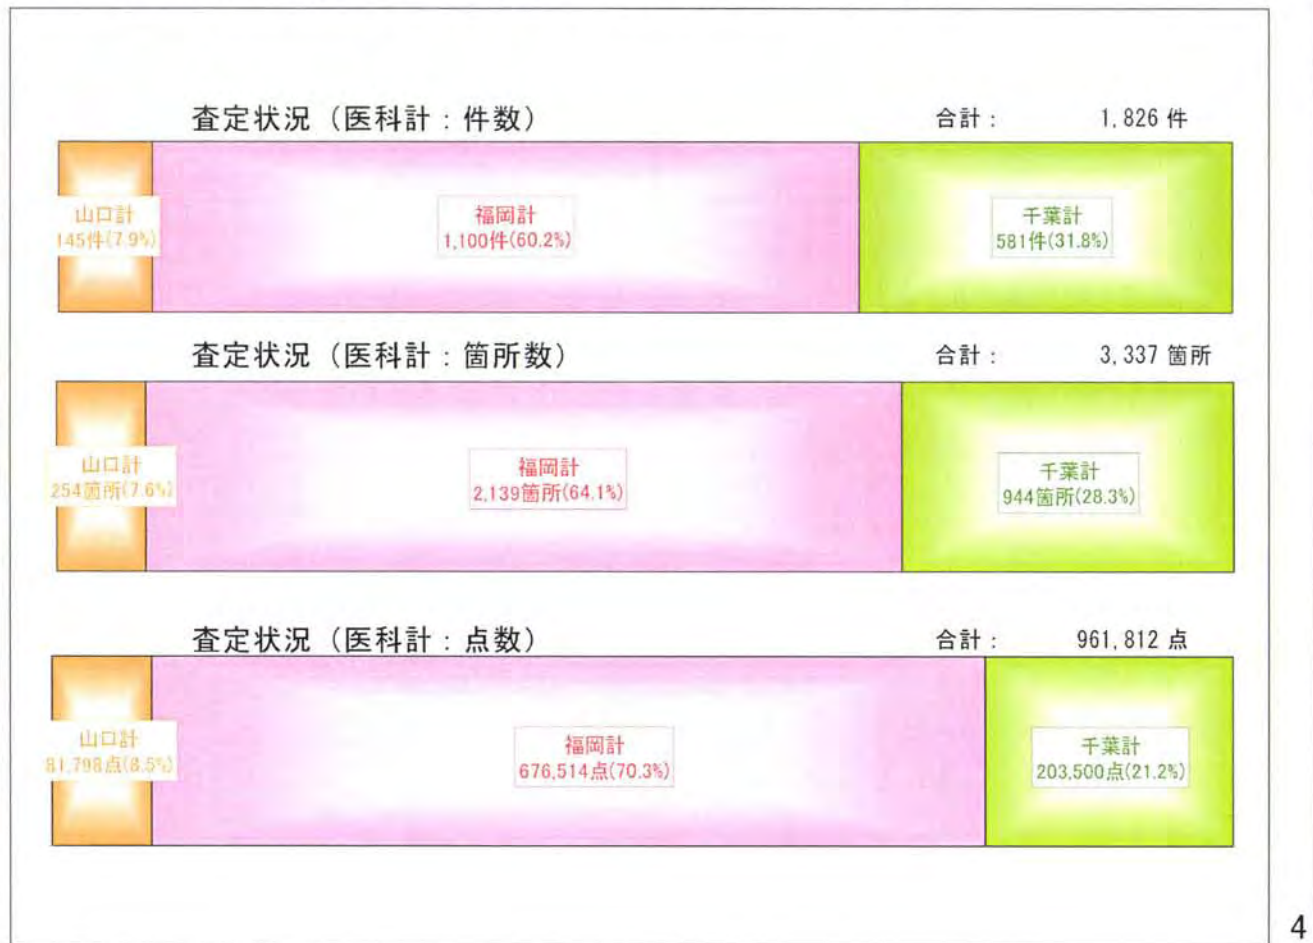 査定状況（医科計：件数） 合計： 1,826 件
山口計
145件(7.9%)
福岡計
1,100件(60.2%)
千葉計
581件(31.8%)
査定状況（医科計：箇所数） 合計： 3,337 箇所
山口計
254箇所(7.6%)
福岡計
2,139箇所(64.1%)
千葉計
944箇所(28.3%)
査定状況（医科計：点数） 合計： 961,812 点
山口計
81,798点(8.5%)
福岡計
676,514点(70.3%)
千葉計
203,500点(21.2%)
4